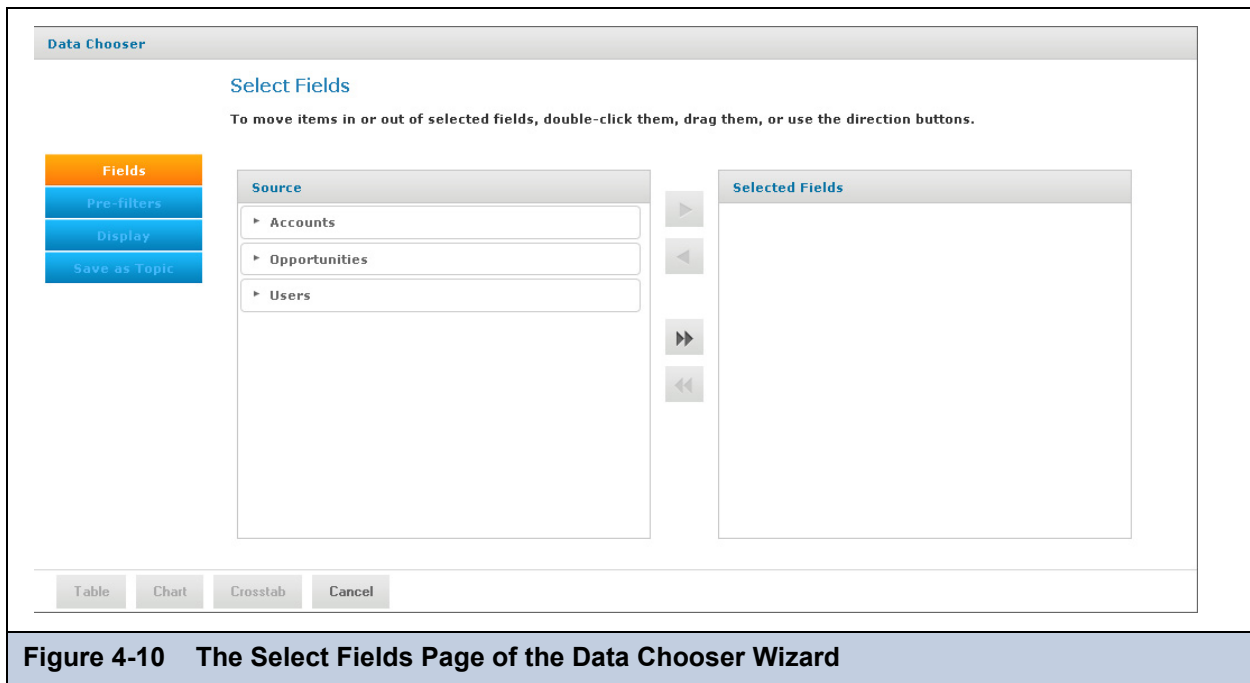 Data Chooser
Select Fields
To move items in or out of selected fields, double-click them, drag them, or use the direction buttons.
Fields
Pre-filters
Display
Save as Topic
Source
Accounts
Opportunities
Users
Selected Fields
Table Chart Crosstab Cancel
Figure 4-10 The Select Fields Page of the Data Chooser Wizard